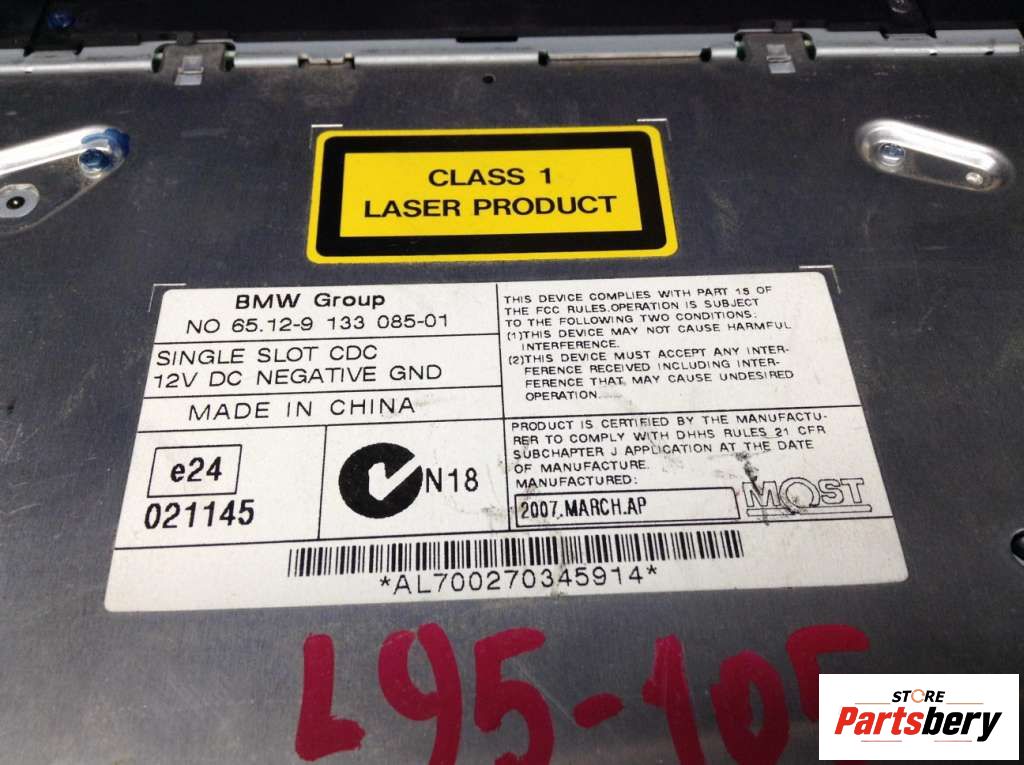 CLASS 1
LASER PRODUCT
BMW Group
NO 65.12-9 133 085-01
SINGLE SLOT CDC
12V DC NEGATIVE GND
MADE IN CHINA
e24
021145
N18
THIS DEVICE COMPLIES WITH PART 15 OF
THE FCC RULES.OPERATION IS SUBJECT
TO THE FOLLOWING TWO CONDITIONS:
(1)THIS DEVICE MAY NOT CAUSE HARMFUL
INTERFERENCE.
(2)THIS DEVICE MUST ACCEPT ANY INTER-
FERENCE RECEIVED INCLUDING INTER-
FERENCE THAT MAY CAUSE UNDESIRED
OPERATION.
PRODUCT IS CERTIFIED BY THE MANUFACTU-
RER TO COMPLY WITH DHHS RULES 21 CFR
SUBCHAPTER J APPLICATION AT THE DATE
OF MANUFACTURE.
MANUFACTURED:
2007.MARCH.AP
MOST
*AL700270345914*
STORE
Partsbery